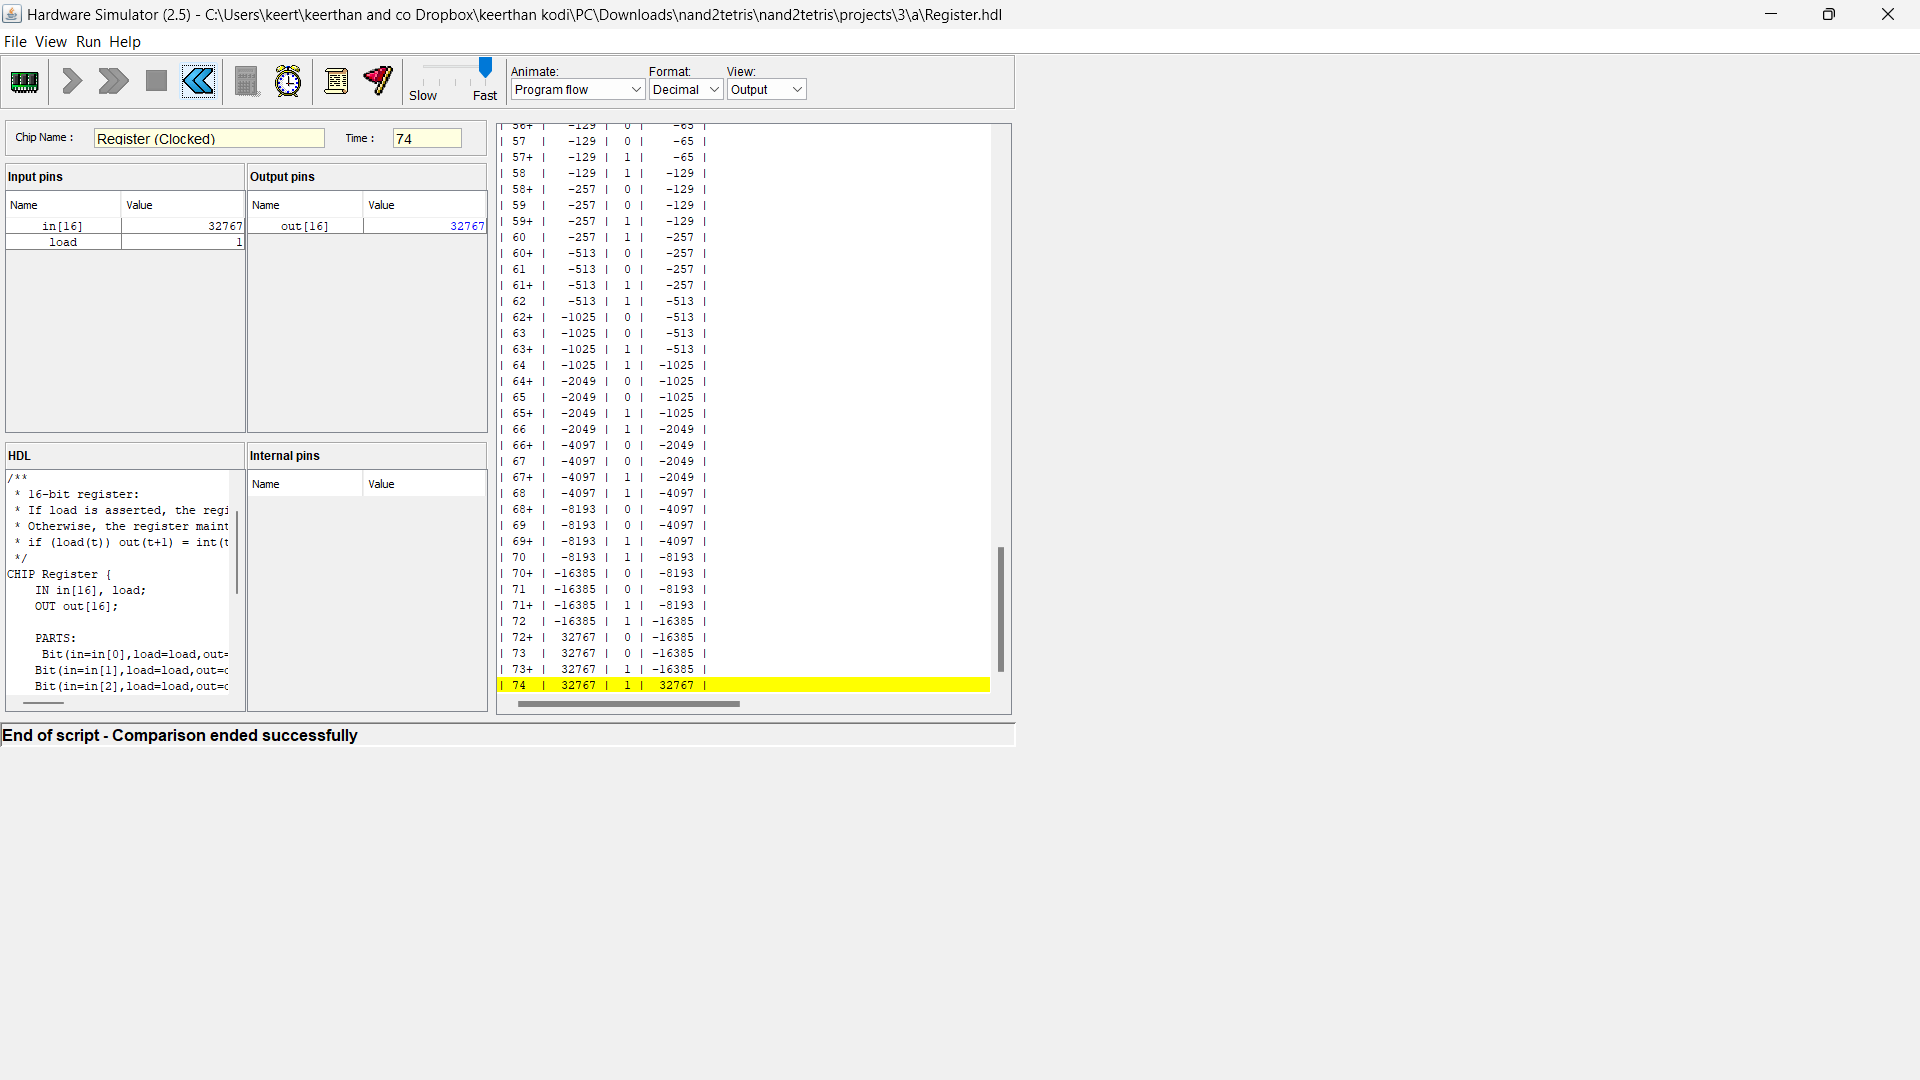 Hardware Simulator (2.5) - C:\Users\keert\keerthan and co Dropbox\keerthan kodi\PC\Downloads\nand2tetris\nand2tetris\projects\3\a\Register.hdl
File View Run Help
Slow Fast
Animate: Format: View:
Program flow Decimal Output
Chip Name : Register (Clocked) Time : 74
Input pins
Name Value
in[16] 32767
load 1
Output pins
Name Value
out[16] 32767
HDL
/**
* 16-bit register:
* If load is asserted, the regi
* Otherwise, the register maint
* if (load(t)) out(t+1) = int(t
*/
CHIP Register {
IN in[16], load;
OUT out[16];
PARTS:
Bit(in=in[0],load=load,out=
Bit(in=in[1],load=load,out=o
Bit(in=in[2],load=load,out=o
Internal pins
Name Value
| 56+ | -129 | 0 | -65 |
| 57 | -129 | 0 | -65 |
| 57+ | -129 | 1 | -65 |
| 58 | -129 | 1 | -129 |
| 58+ | -257 | 0 | -129 |
| 59 | -257 | 0 | -129 |
| 59+ | -257 | 1 | -129 |
| 60 | -257 | 1 | -257 |
| 60+ | -513 | 0 | -257 |
| 61 | -513 | 0 | -257 |
| 61+ | -513 | 1 | -257 |
| 62 | -513 | 1 | -513 |
| 62+ | -1025 | 0 | -513 |
| 63 | -1025 | 0 | -513 |
| 63+ | -1025 | 1 | -513 |
| 64 | -1025 | 1 | -1025 |
| 64+ | -2049 | 0 | -1025 |
| 65 | -2049 | 0 | -1025 |
| 65+ | -2049 | 1 | -1025 |
| 66 | -2049 | 1 | -2049 |
| 66+ | -4097 | 0 | -2049 |
| 67 | -4097 | 0 | -2049 |
| 67+ | -4097 | 1 | -2049 |
| 68 | -4097 | 1 | -4097 |
| 68+ | -8193 | 0 | -4097 |
| 69 | -8193 | 0 | -4097 |
| 69+ | -8193 | 1 | -4097 |
| 70 | -8193 | 1 | -8193 |
| 70+ | -16385 | 0 | -8193 |
| 71 | -16385 | 0 | -8193 |
| 71+ | -16385 | 1 | -8193 |
| 72 | -16385 | 1 | -16385 |
| 72+ | 32767 | 0 | -16385 |
| 73 | 32767 | 0 | -16385 |
| 73+ | 32767 | 1 | -16385 |
| 74 | 32767 | 1 | 32767 |
End of script - Comparison ended successfully